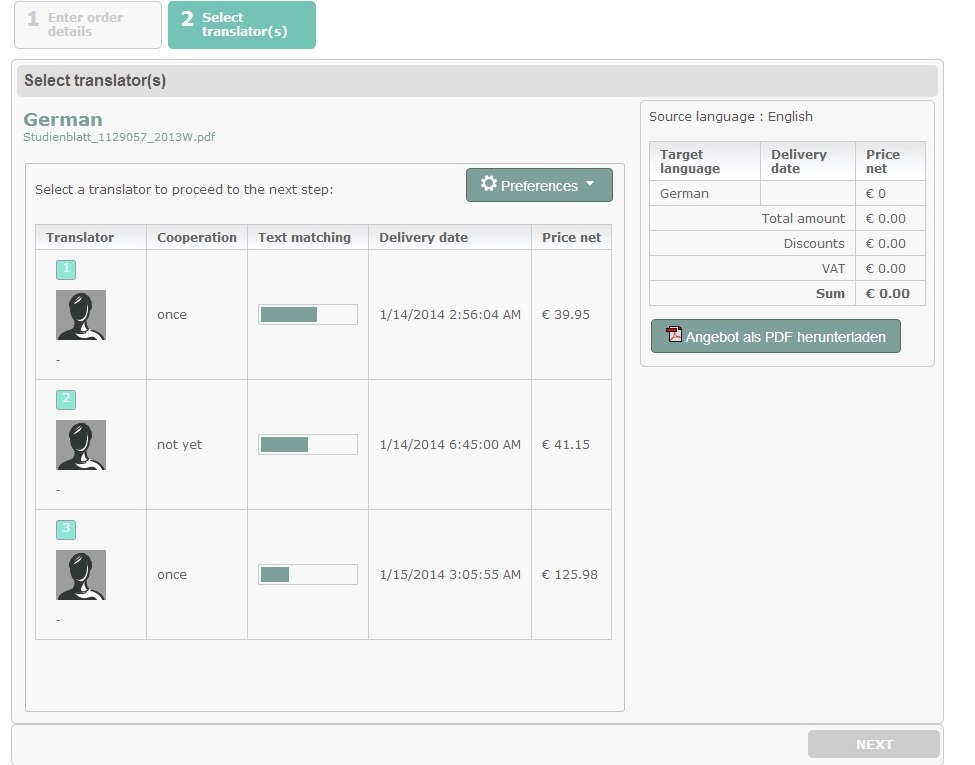 1 Enter order
details
2 Select
translator(s)
Select translator(s)
German
Studienblatt_1129057_2013W.pdf
Select a translator to proceed to the next step:
Preferences
Translator Cooperation Text matching Delivery date Price net
1
once 1/14/2014 2:56:04 AM € 39.95
-
2
not yet 1/14/2014 6:45:00 AM € 41.15
-
3
once 1/15/2014 3:05:55 AM € 125.98
-
Source language : English
Target
language
Delivery
date
Price
net
German € 0
Total amount € 0.00
Discounts € 0.00
VAT € 0.00
Sum € 0.00
Angebot als PDF herunterladen
NEXT